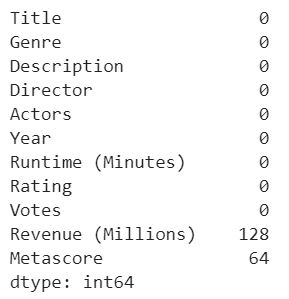 Title 0
Genre 0
Description 0
Director 0
Actors 0
Year 0
Runtime (Minutes) 0
Rating 0
Votes 0
Revenue (Millions) 128
Metascore 64
dtype: int64